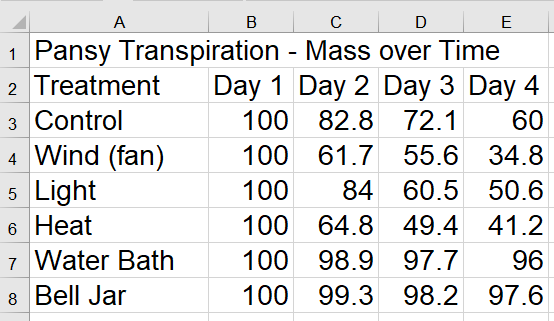 A B C D E
1 Pansy Transpiration - Mass over Time
2 Treatment Day 1 Day 2 Day 3 Day 4
3 Control 100 82.8 72.1 60
4 Wind (fan) 100 61.7 55.6 34.8
5 Light 100 84 60.5 50.6
6 Heat 100 64.8 49.4 41.2
7 Water Bath 100 98.9 97.7 96
8 Bell Jar 100 99.3 98.2 97.6